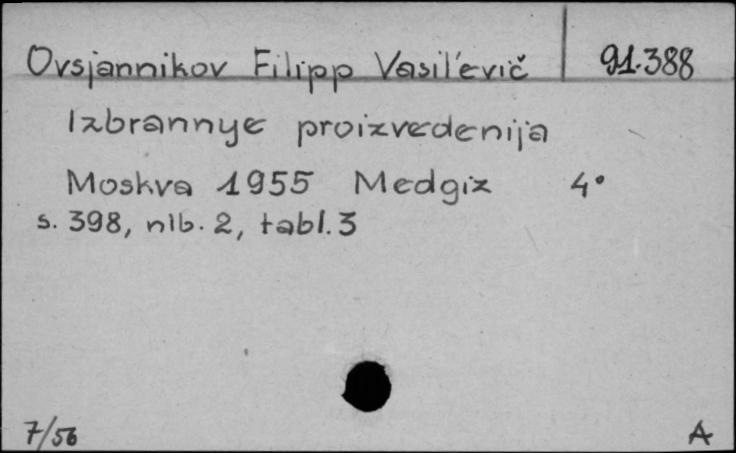 Ovsjannikov Filipp Vasil'evič 91.388
Izbrannye proizvedenija
Moskva 1955 Medgiz 4°
s. 398, nlb. 2, tabl. 3
7/56 A